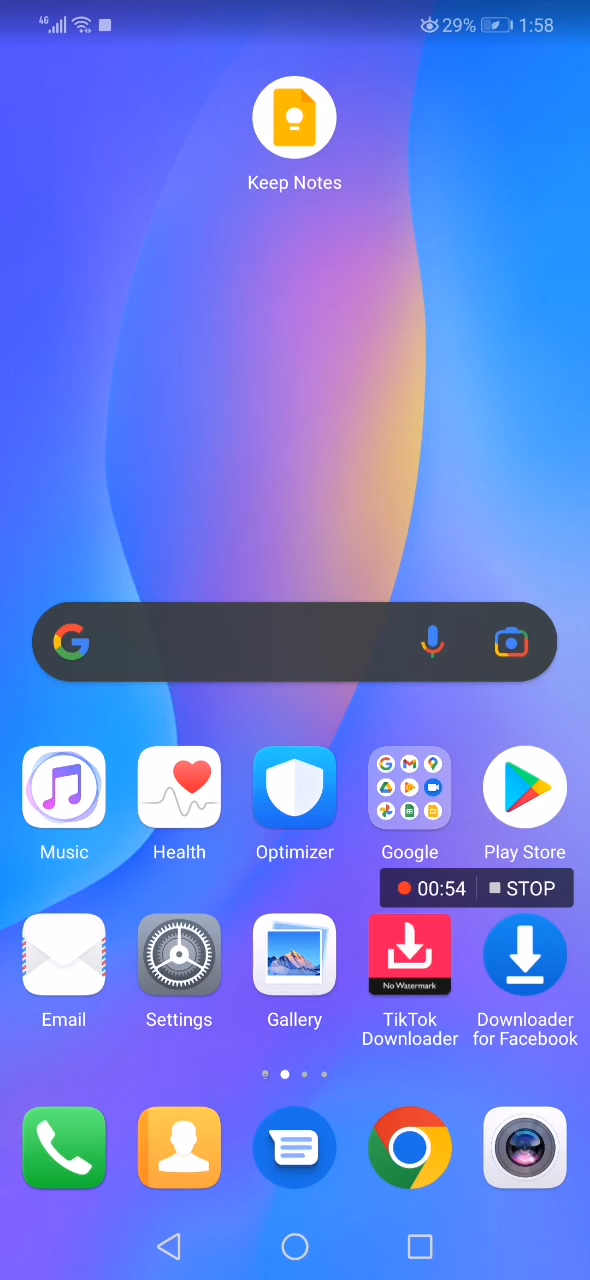 4G 29% 1:58
Keep Notes
Music Health Optimizer Google Play Store
00:54 STOP
No Watermark
Email Settings Gallery TikTok Downloader
Downloader for Facebook